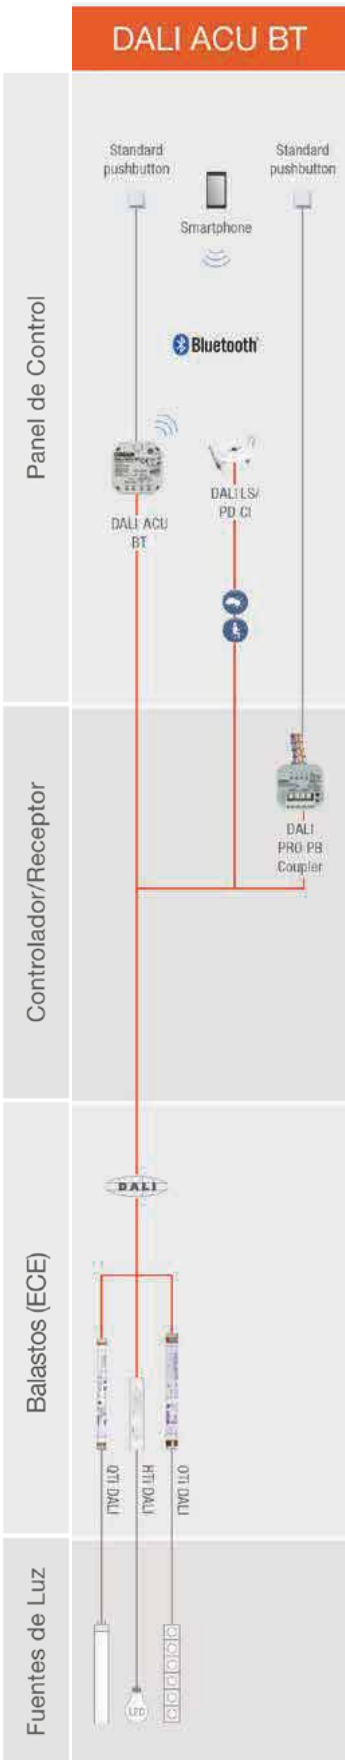 DALI ACU BT
Panel de Control
Standard
pushbutton
Smartphone
Standard
pushbutton
Bluetooth
DALI ACU
BT
DALI LS/
PD CI
Controlador/Receptor
DALI
PRO PB
Coupler
Balastos (ECE)
DALI
QTi DALI
HTi DALI
OTi DALI
Fuentes de Luz
LED